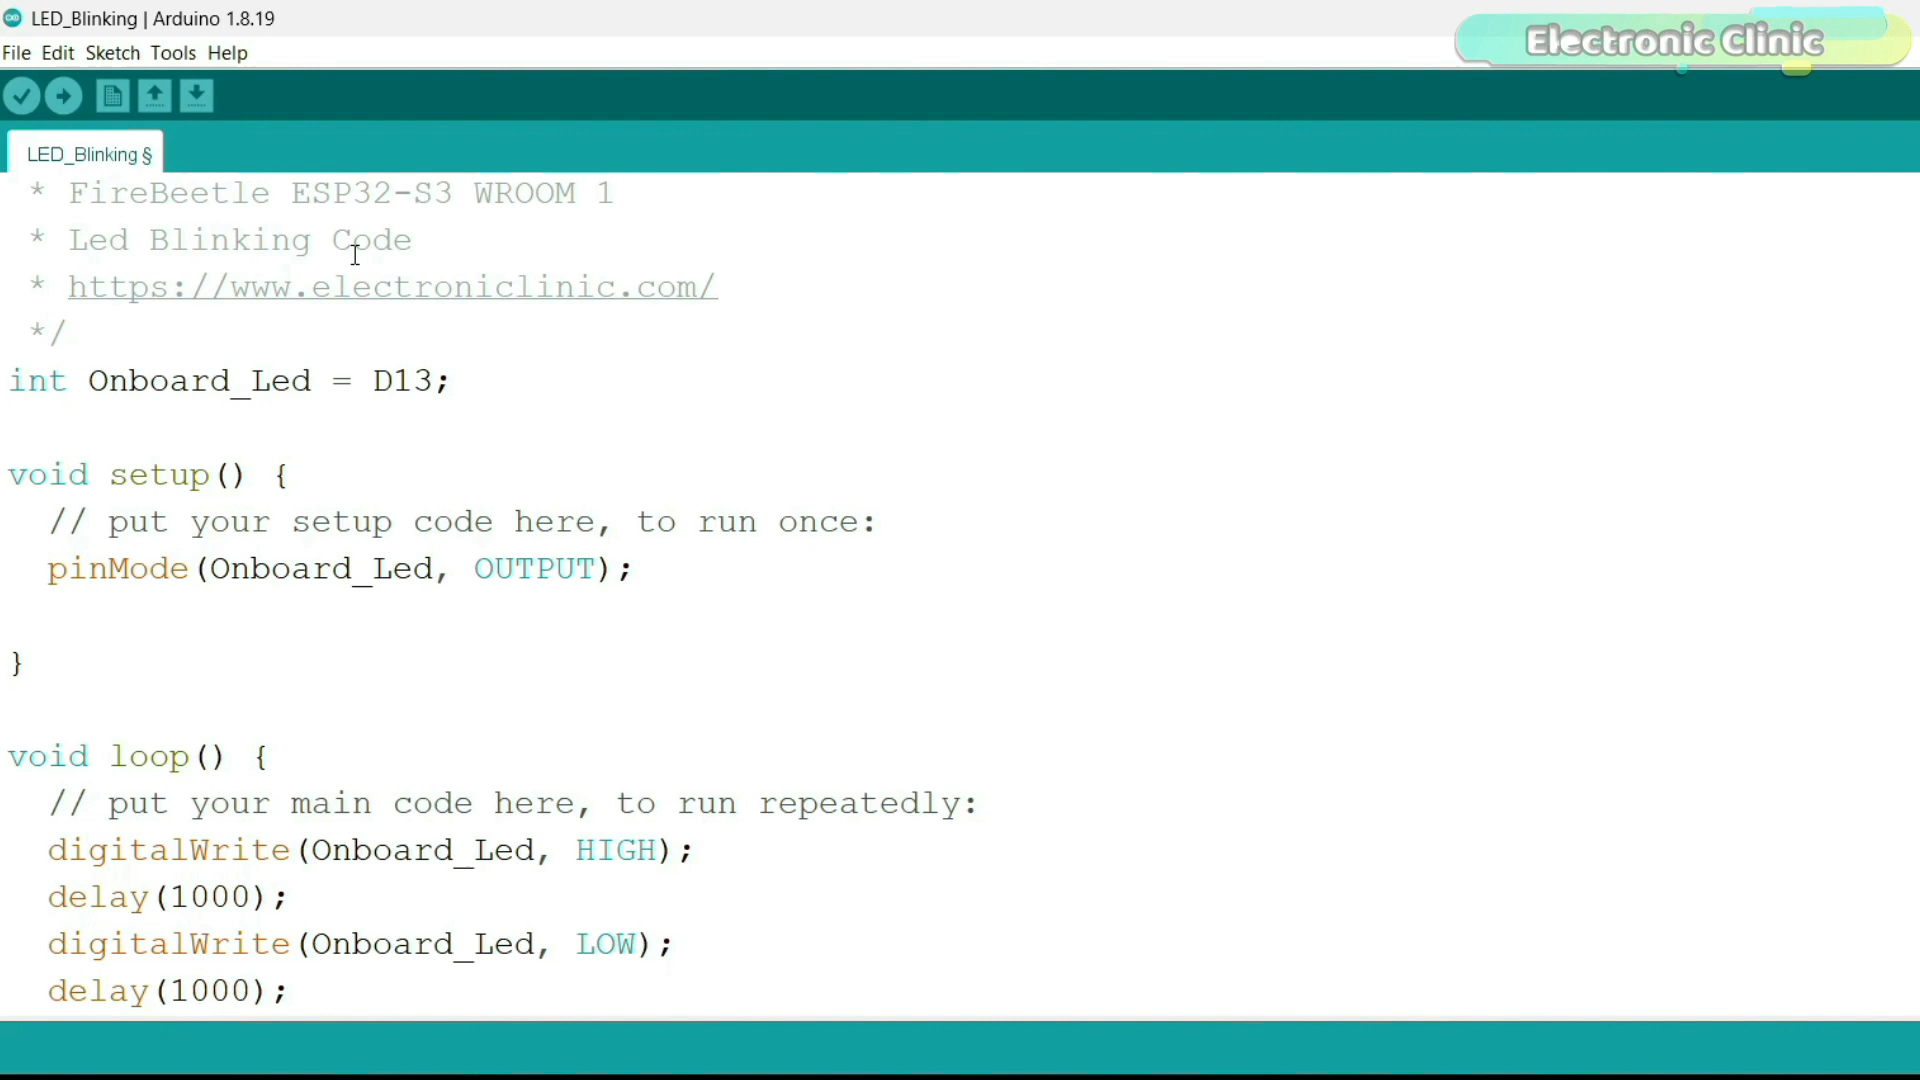 LED_Blinking | Arduino 1.8.19
File Edit Sketch Tools Help
Electronic Clinic
LED_Blinking §
* FireBeetle ESP32-S3 WROOM 1
* Led Blinking Code
* https://www.electroniclinic.com/
*/
int Onboard_Led = D13;
void setup() {
// put your setup code here, to run once:
pinMode(Onboard_Led, OUTPUT);
}
void loop() {
// put your main code here, to run repeatedly:
digitalWrite(Onboard_Led, HIGH);
delay(1000);
digitalWrite(Onboard_Led, LOW);
delay(1000);